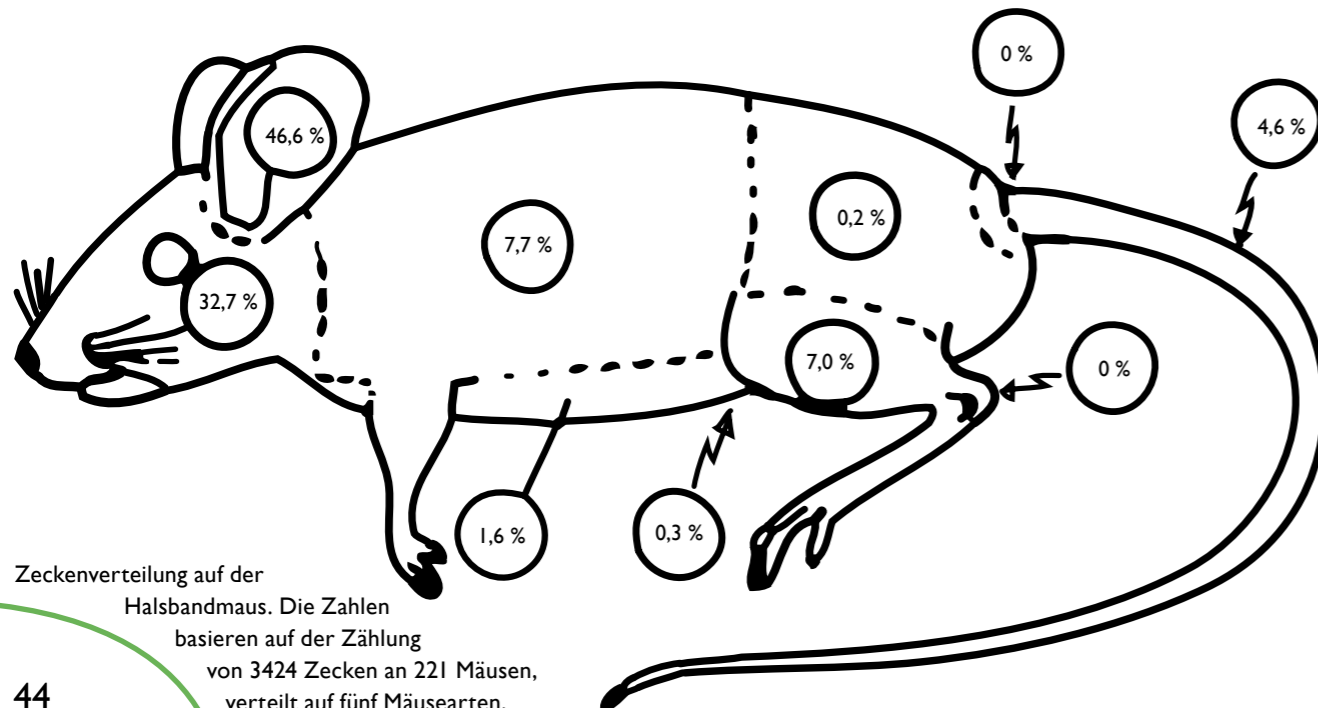 0 %
4,6 %
46,6 %
0,2 %
7,7 %
32,7 %
7,0 %
0 %
1,6 %
0,3 %
Zeckenverteilung auf der
Halsbandmaus. Die Zahlen
basieren auf der Zählung
von 3424 Zecken an 221 Mäusen,
verteilt auf fünf Mäusearten.
44